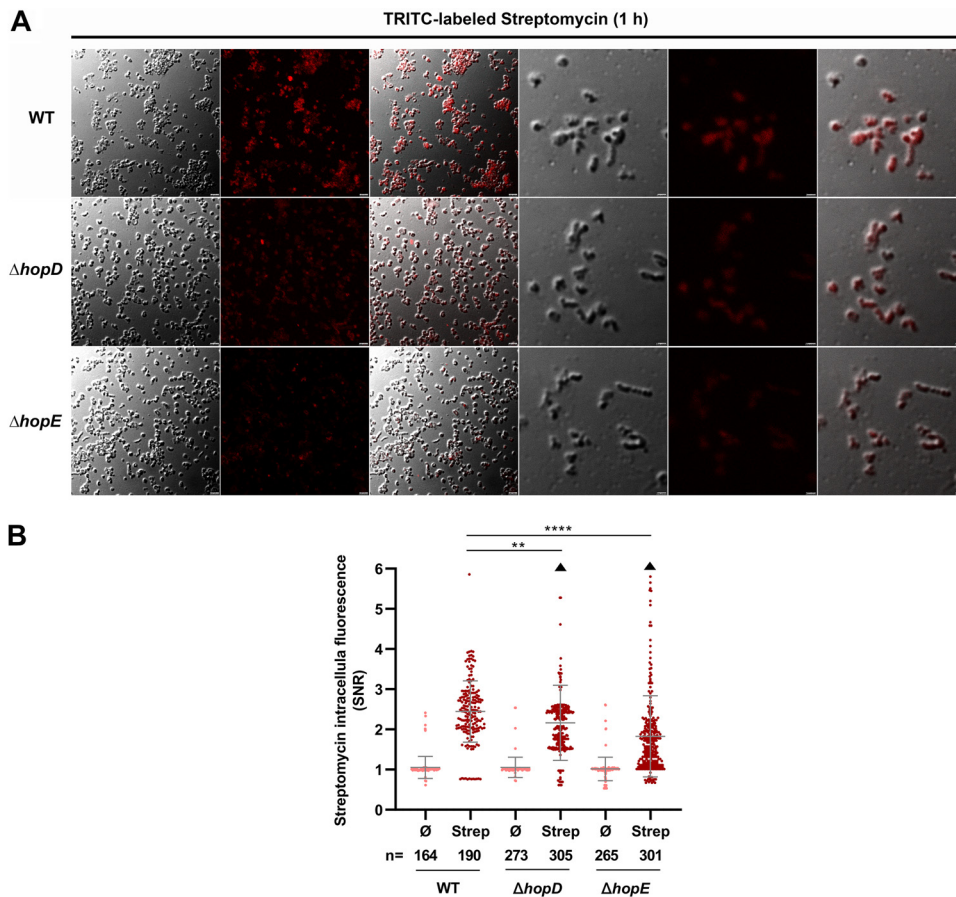 A
TRITC-labeled Streptomycin (1 h)
WT
ΔhopD
ΔhopE
B
**** 
**
Streptomycin intracellula fluorescence
(SNR)
6
5
4
3
2
1
0
Ø Strep Ø Strep Ø Strep
n= 164 190 273 305 265 301
WT ΔhopD ΔhopE